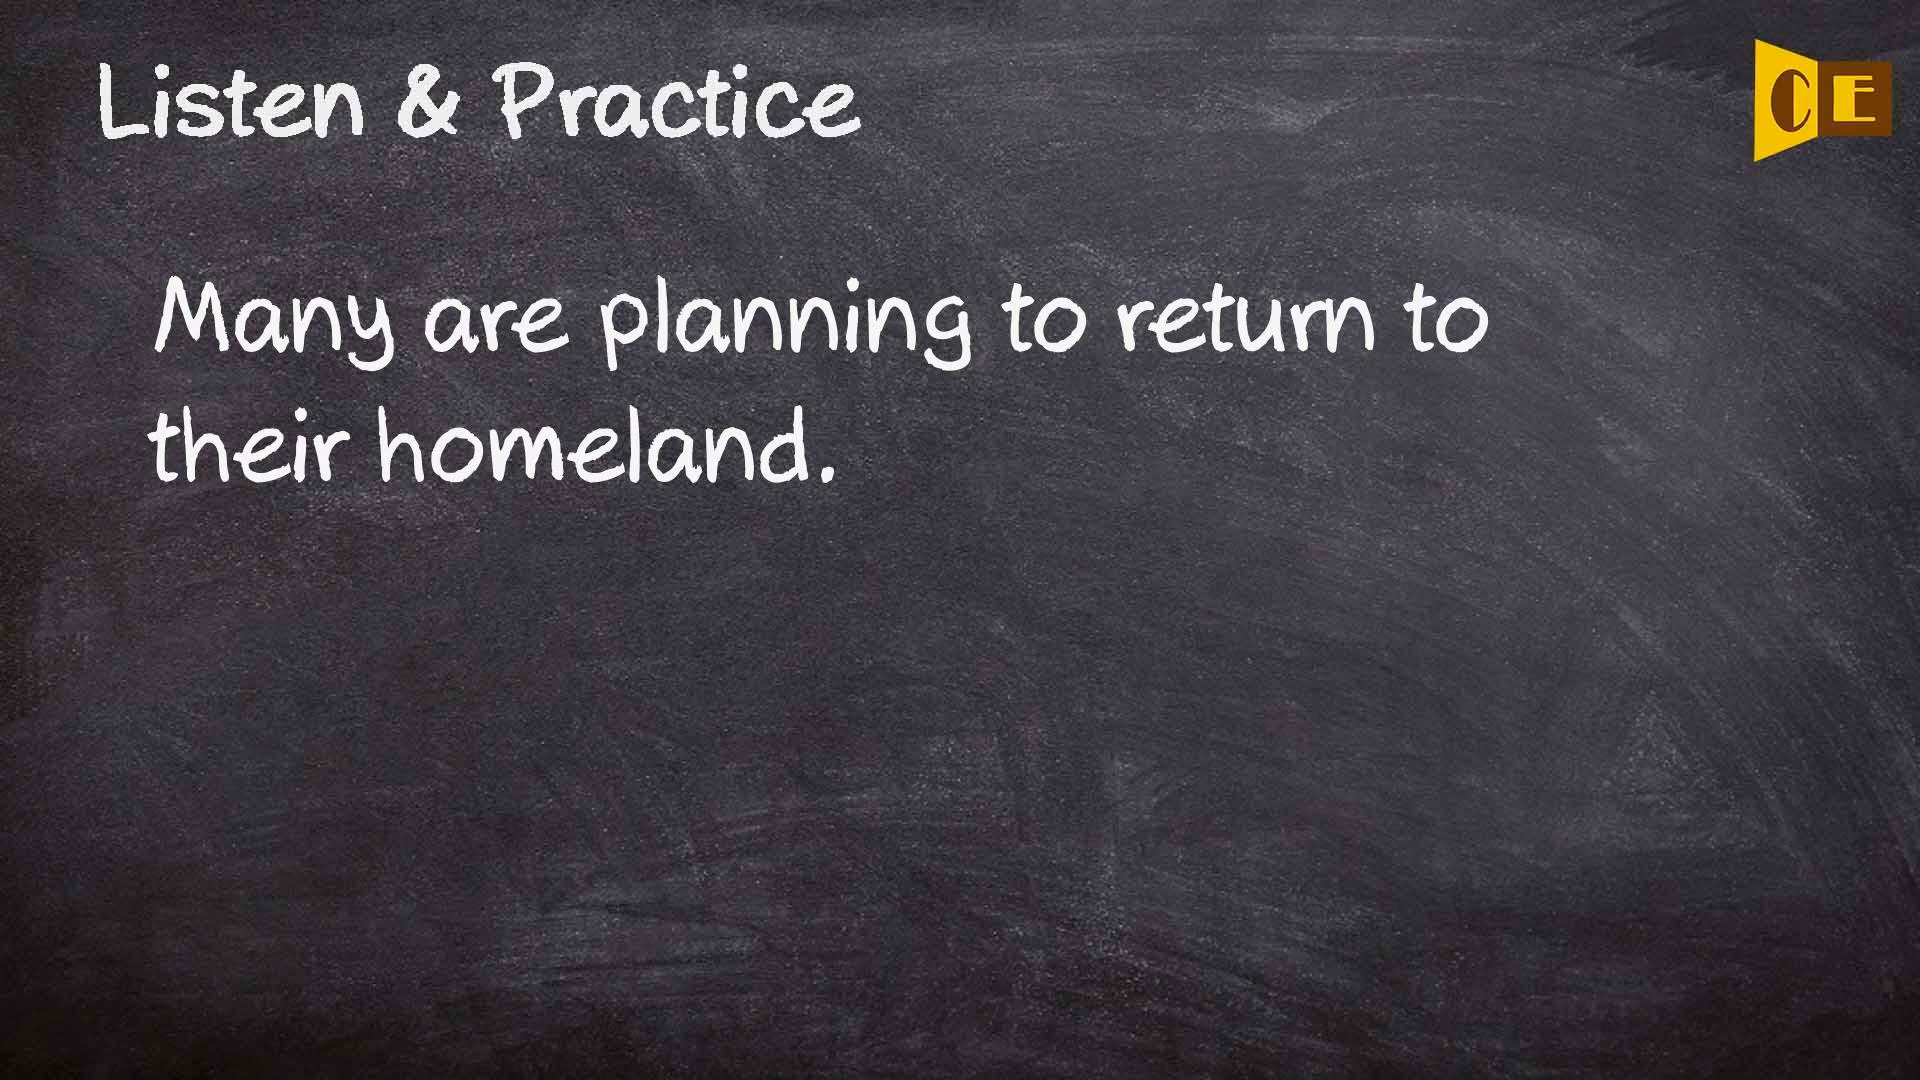 Listen & Practice
CE
Many are planning to return to
their homeland.